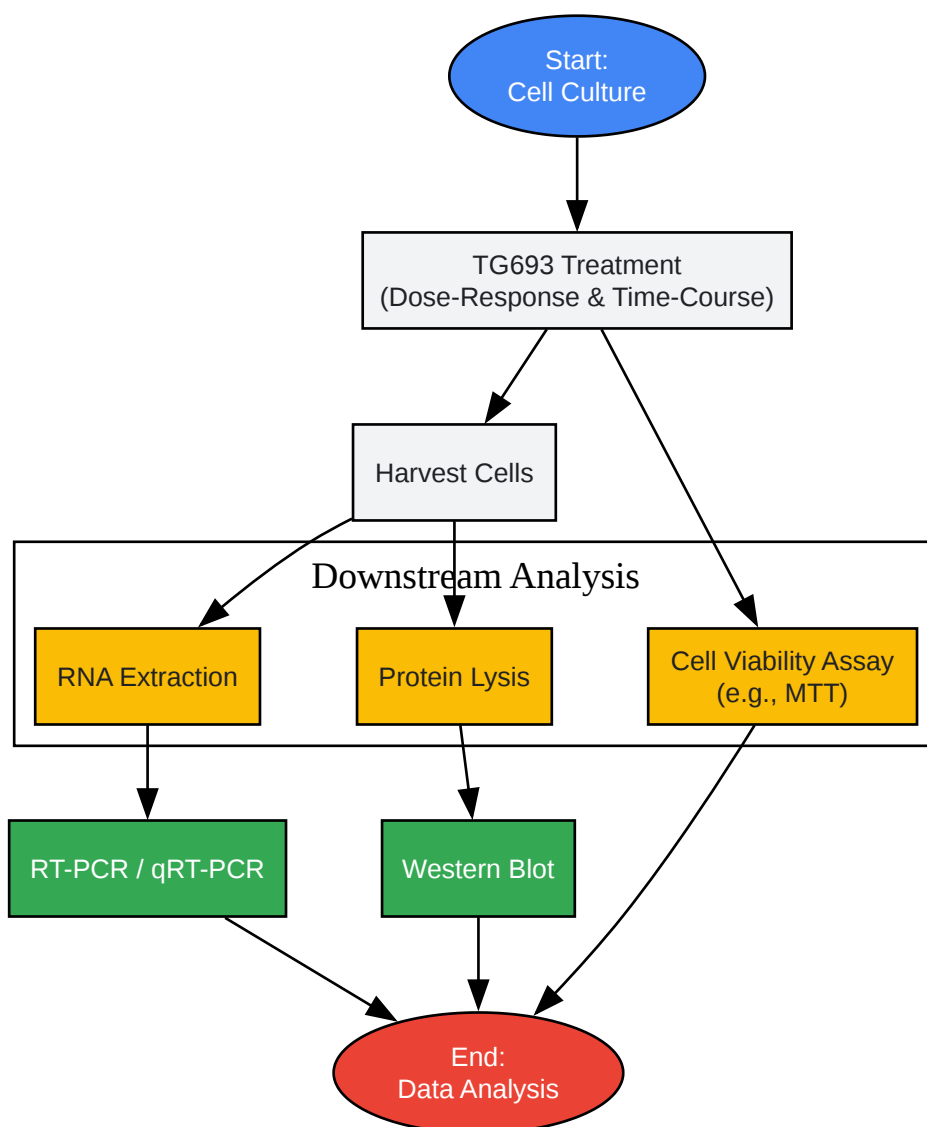 Start:
Cell Culture
TG693 Treatment
(Dose-Response & Time-Course)
Harvest Cells
Downstream Analysis
RNA Extraction
Protein Lysis
Cell Viability Assay
(e.g., MTT)
RT-PCR / qRT-PCR
Western Blot
End:
Data Analysis